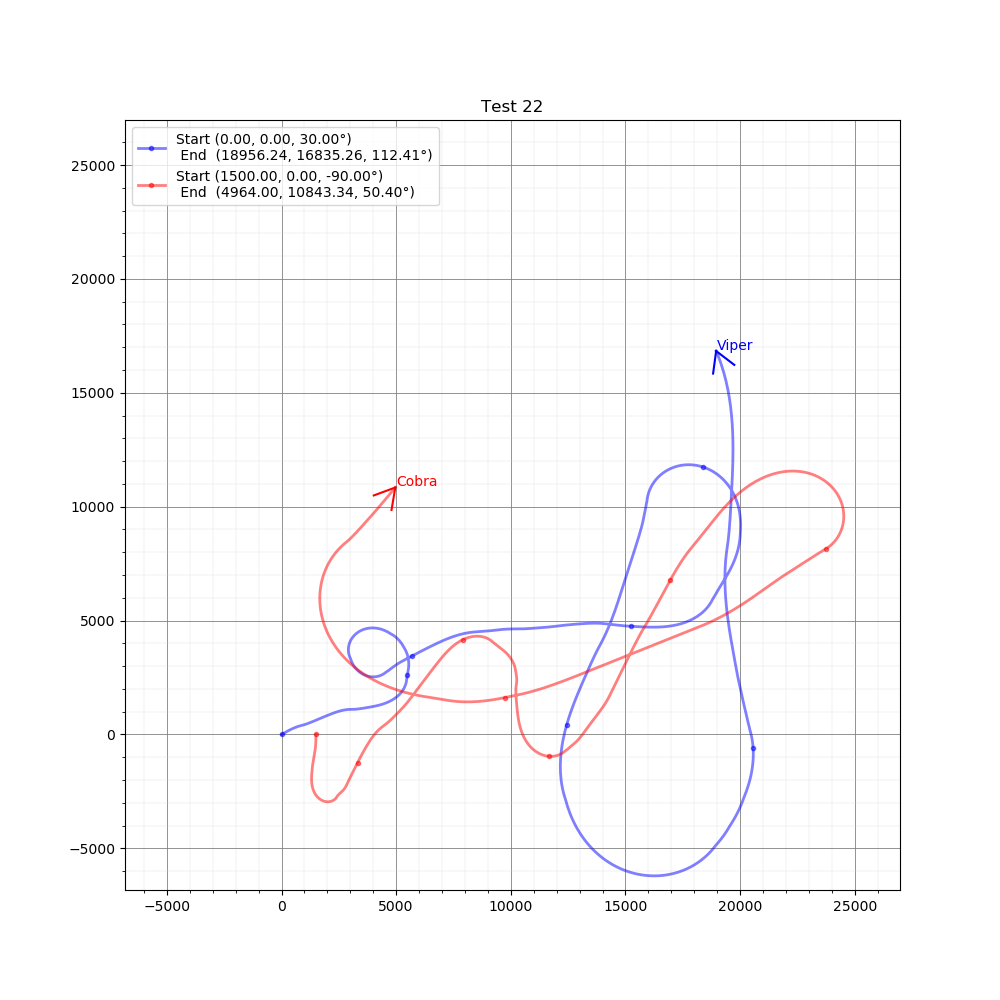 Test 22
Start (0.00, 0.00, 30.00°)
End  (18956.24, 16835.26, 112.41°)
Start (1500.00, 0.00, -90.00°)
End  (4964.00, 10843.34, 50.40°)
25000
20000
15000
10000
5000
0
−5000
Viper
Cobra
−5000 0 5000 10000 15000 20000 25000